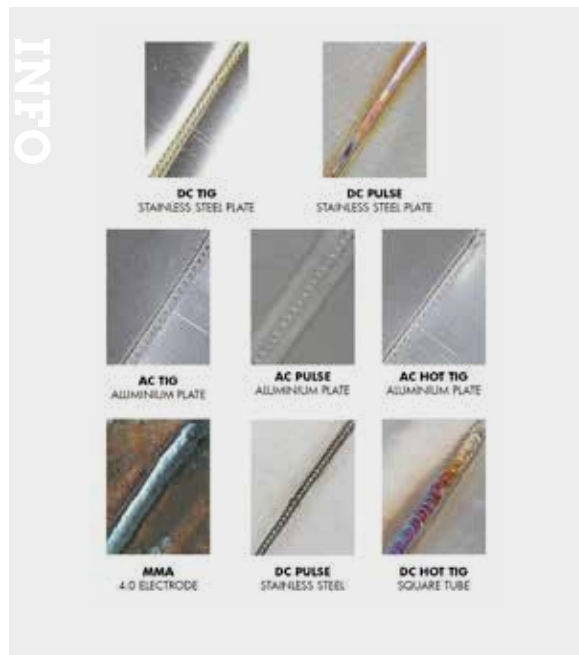 INFO
DC TIG
STAINLESS STEEL PLATE
DC PULSE
STAINLESS STEEL PLATE
AC TIG
ALUMINIUM PLATE
AC PULSE
ALUMINIUM PLATE
AC HOT TIG
ALUMINIUM PLATE
MMA
4.0 ELECTRODE
DC PULSE
STAINLESS STEEL
DC HOT TIG
SQUARE TUBE